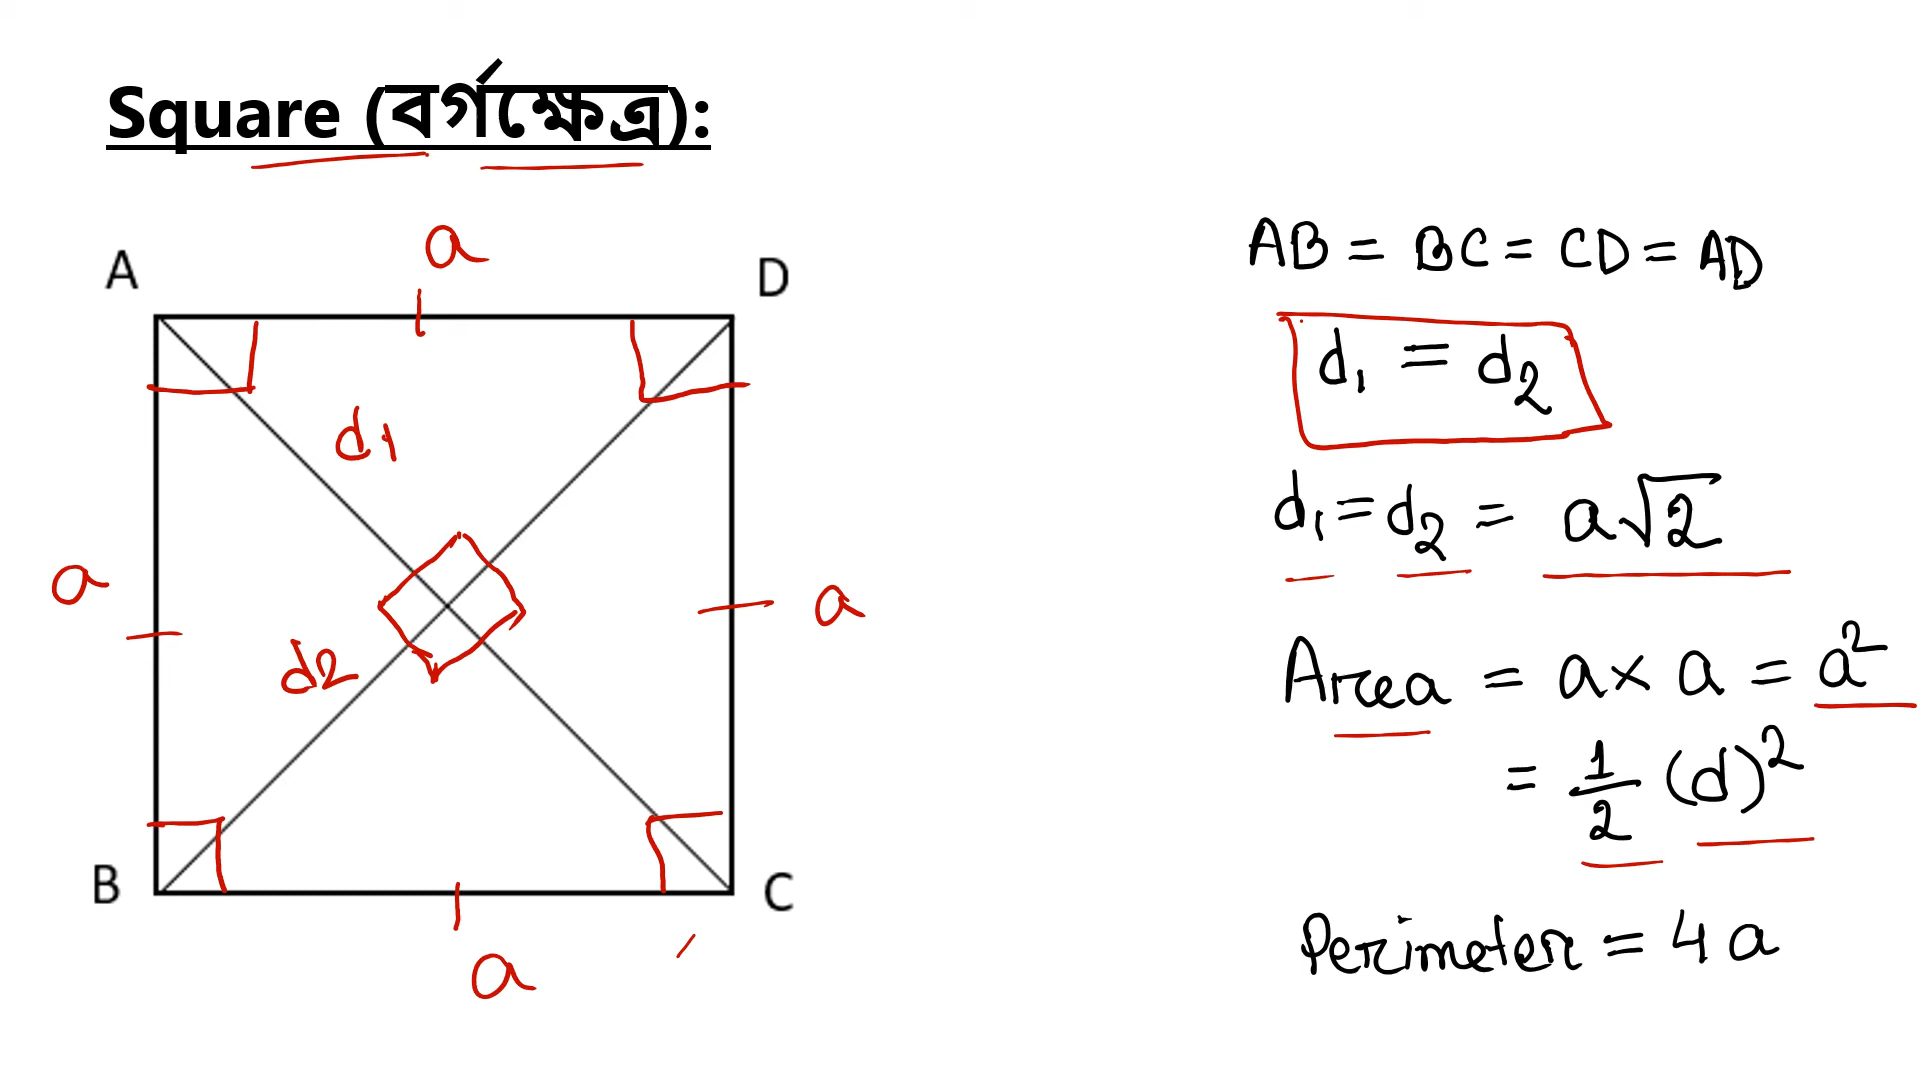 Square (বর্গক্ষেত্র):
a
A
D
AB = BC = CD = AD
d₁ = d₂
d1
d₁ = d₂ = a√2
a
a
d2
Area = a × a = a²
= 1/2 (d)²
B
C
a
Perimeter = 4a